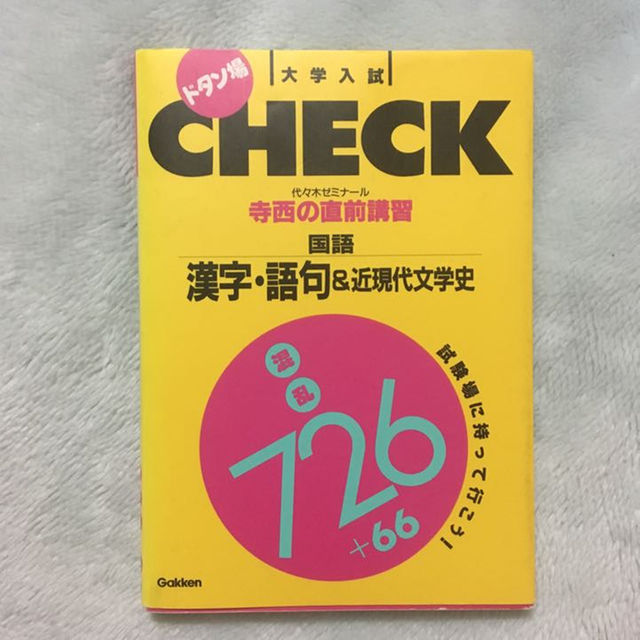 ドタン場
大学入試
CHECK
代々木ゼミナール
寺西の直前講習
国語
漢字・語句&近現代文学史
混乱
726
+66
試験場に持って行こう!
Gakken